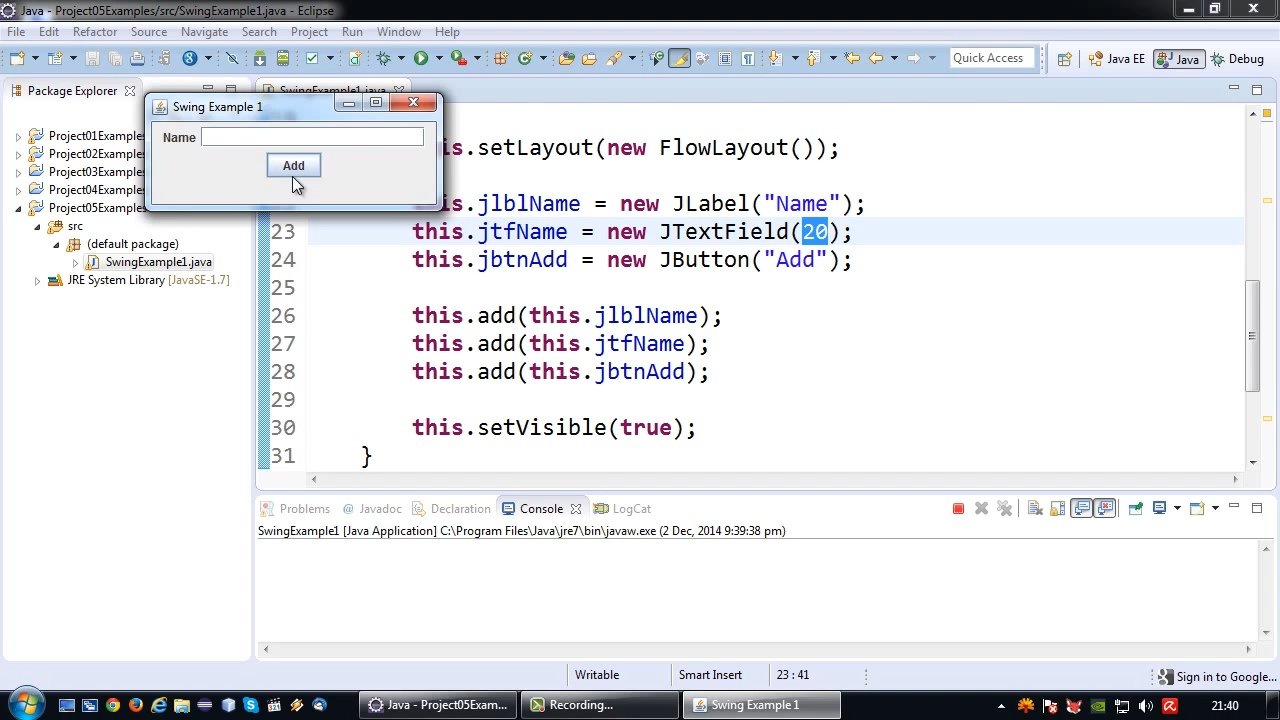 Java - Project05Examples/src/SwingExample1.java - Eclipse
File Edit Refactor Source Navigate Search Project Run Window Help
Quick Access
Java EE
Java
Debug
Package Explorer
SwingExample1.java
Swing Example 1
Name
Add
Project01Examples
Project02Examples
Project03Examples
Project04Examples
Project05Examples
src
(default package)
SwingExample1.java
JRE System Library [JavaSE-1.7]
this.setLayout(new FlowLayout());
this.jlblName = new JLabel("Name");
23 this.jtfName = new JTextField(20);
24 this.jbtnAdd = new JButton("Add");
25
26 this.add(this.jlblName);
27 this.add(this.jtfName);
28 this.add(this.jbtnAdd);
29
30 this.setVisible(true);
31 }
Problems @ Javadoc Declaration Console LogCat
SwingExample1 [Java Application] C:\Program Files\Java\jre7\bin\javaw.exe (2 Dec, 2014 9:39:38 pm)
Writable Smart Insert 23 : 41
Sign in to Google...
Java - Project05Exam...
Recording...
Swing Example 1
21:40